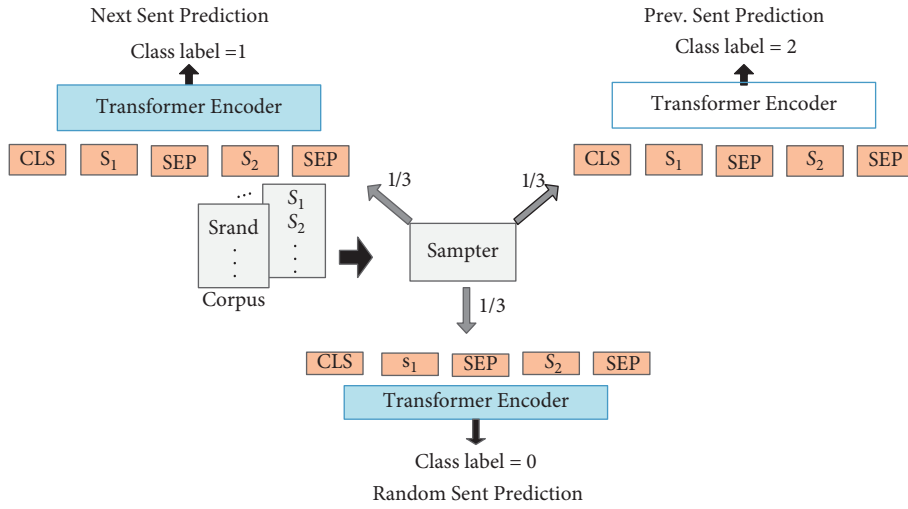 Next Sent Prediction
Class label =1
Transformer Encoder
CLS S₁ SEP S₂ SEP
Prev. Sent Prediction
Class label = 2
Transformer Encoder
CLS S₁ SEP S₂ SEP
... S₁
S₂
Srand
Corpus
1/3
1/3
Sampter
1/3
CLS s₁ SEP S₂ SEP
Transformer Encoder
Class label = 0
Random Sent Prediction